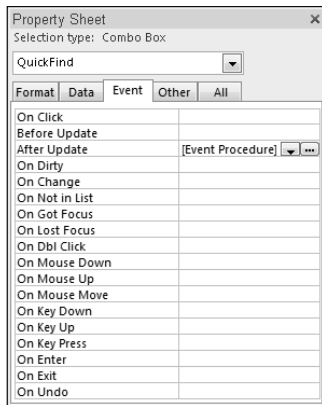 Property Sheet
Selection type: Combo Box
QuickFind
Format Data Event Other All
On Click
Before Update
After Update [Event Procedure]
On Dirty
On Change
On Not in List
On Got Focus
On Lost Focus
On Dbl Click
On Mouse Down
On Mouse Up
On Mouse Move
On Key Down
On Key Up
On Key Press
On Enter
On Exit
On Undo